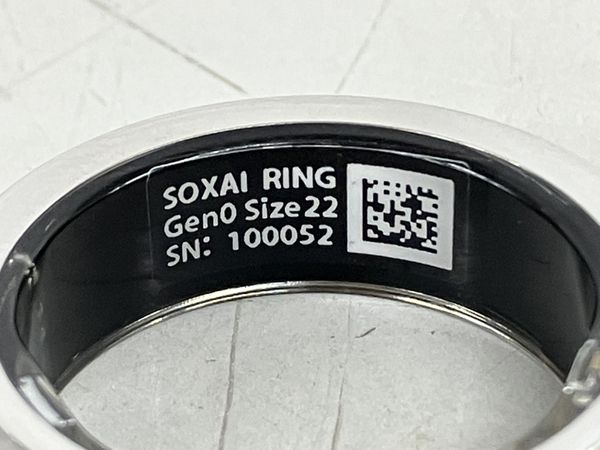 SOXAI RING
Gen0 Size22
SN: 100052